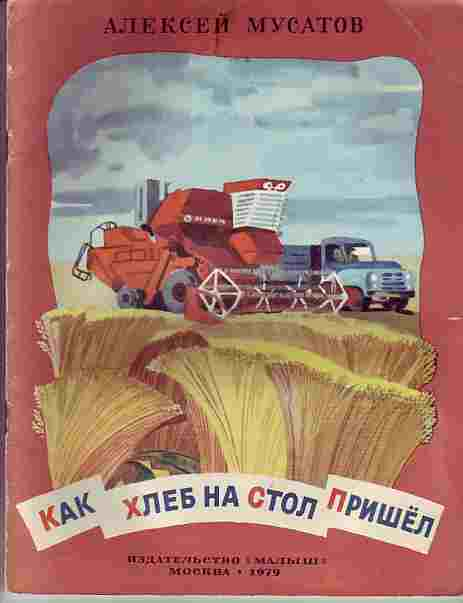 АЛЕКСЕЙ МУСАТОВ
КАК ХЛЕБ НА СТОЛ ПРИШЁЛ
ИЗДАТЕЛЬСТВО «МАЛЫШ»
МОСКВА • 1979